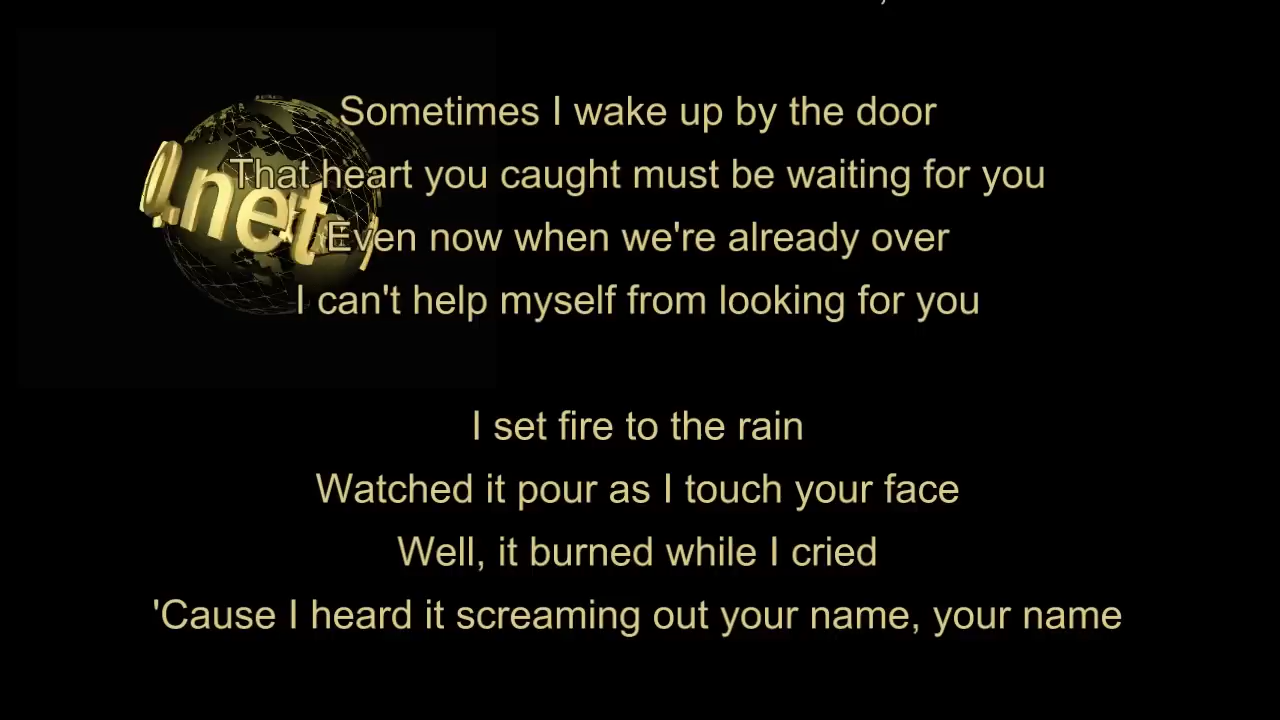 Sometimes I wake up by the door
That heart you caught must be waiting for you
Even now when we're already over
I can't help myself from looking for you
I set fire to the rain
Watched it pour as I touch your face
Well, it burned while I cried
'Cause I heard it screaming out your name, your name
.net